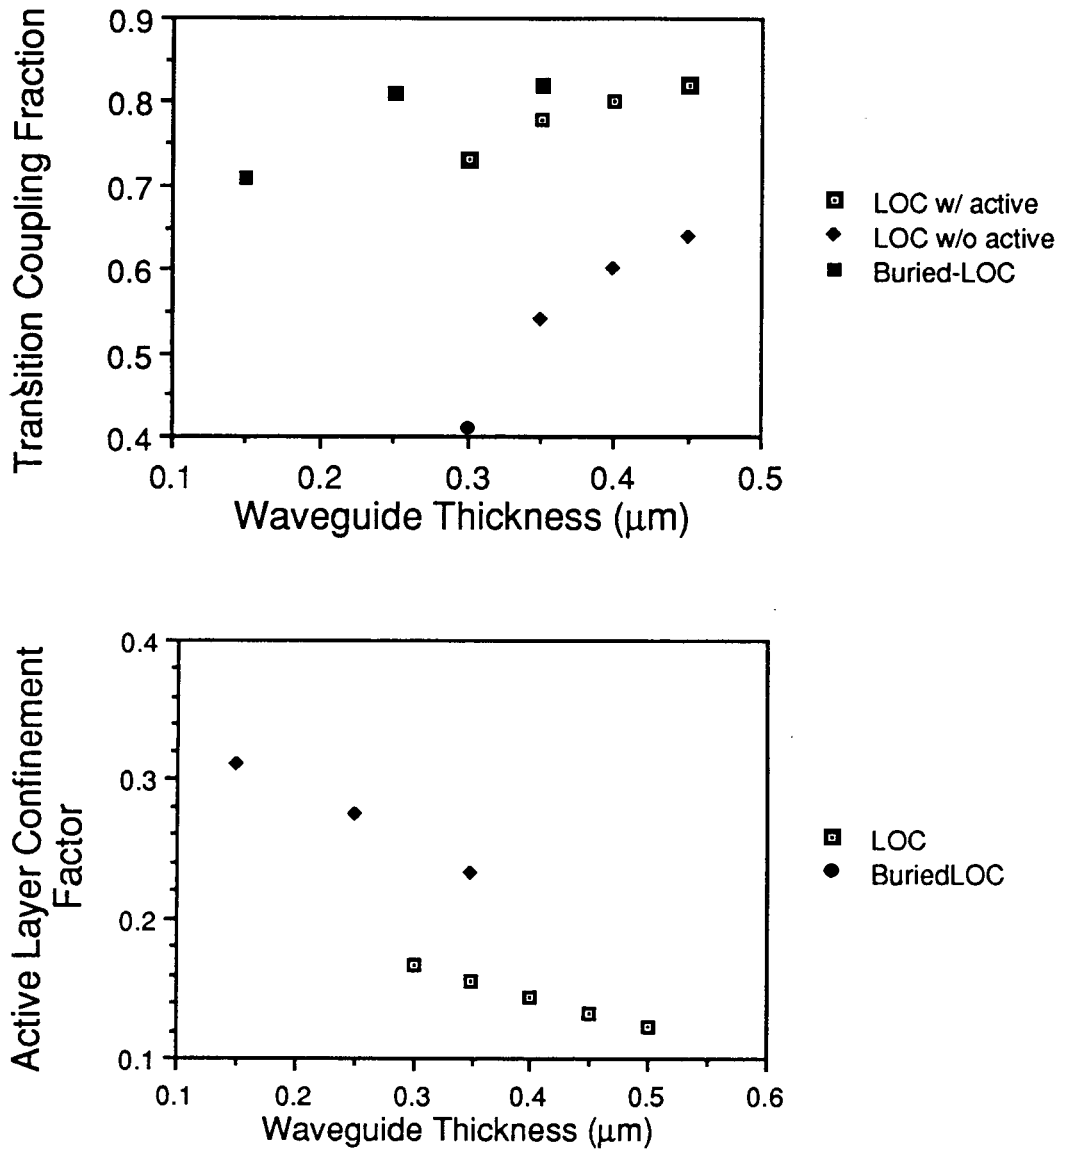 Transition Coupling Fraction
0.9
0.8
0.7
0.6
0.5
0.4
0.1 0.2 0.3 0.4 0.5
Waveguide Thickness (μm)
LOC w/ active
LOC w/o active
Buried-LOC
Active Layer Confinement
Factor
0.4
0.3
0.2
0.1
0.1 0.2 0.3 0.4 0.5 0.6
Waveguide Thickness (μm)
LOC
BuriedLOC